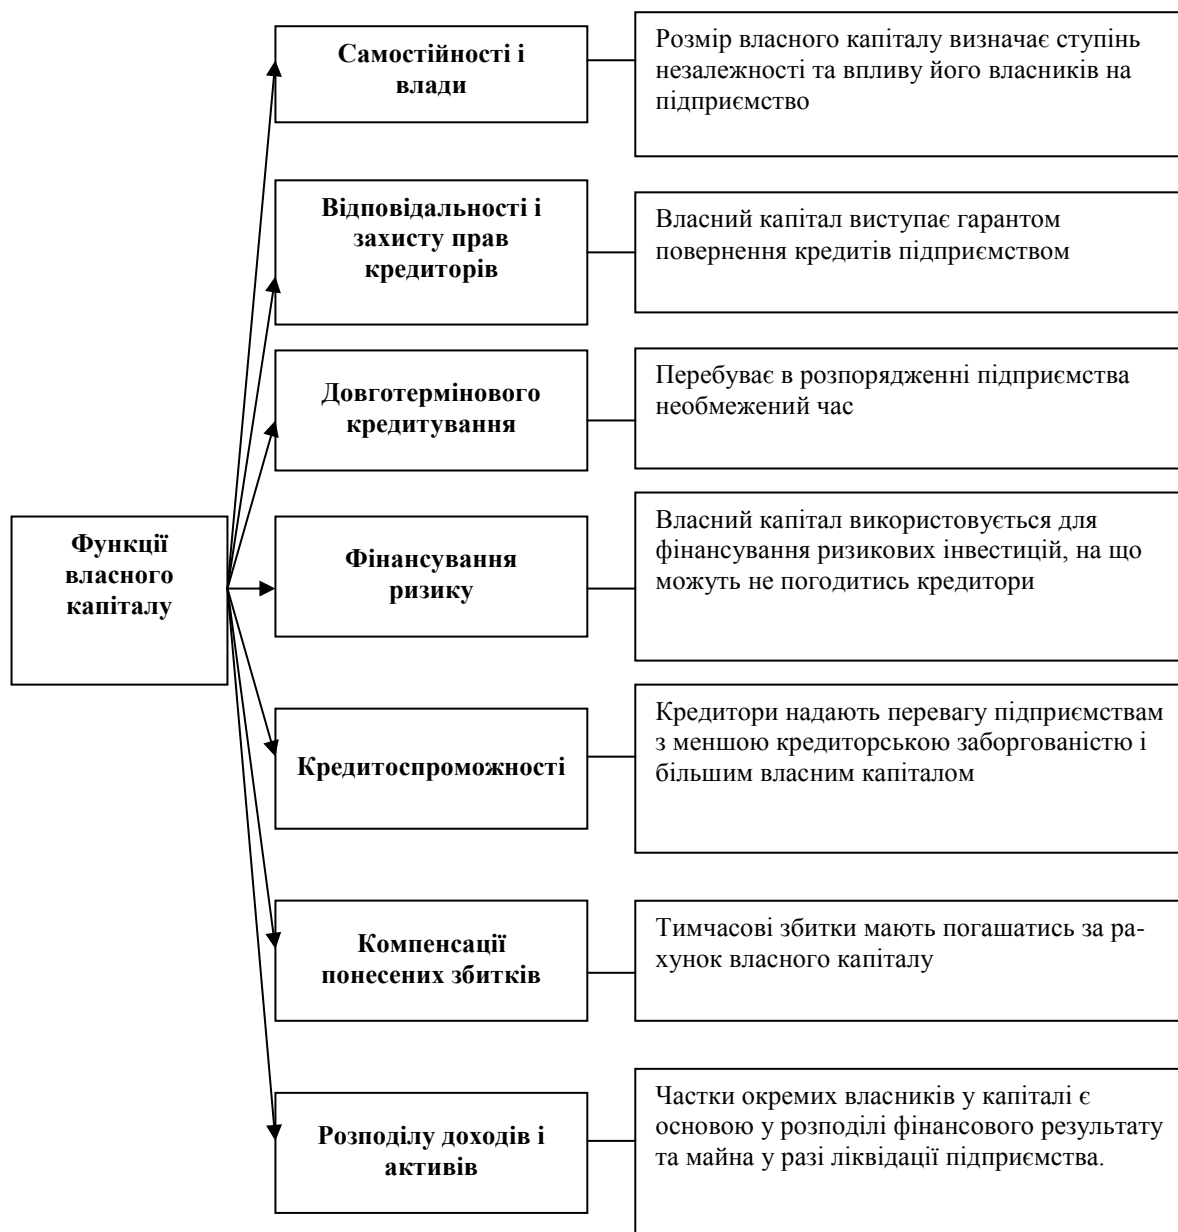 Функції
власного
капіталу
Самостійності і
влади
Розмір власного капіталу визначає ступінь
незалежності та впливу його власників на
підприємство
Відповідальності і
захисту прав
кредиторів
Власний капітал виступає гарантом
повернення кредитів підприємством
Довготермінового
кредитування
Перебуває в розпорядженні підприємства
необмежений час
Фінансування
ризику
Власний капітал використовується для
фінансування ризикових інвестицій, на що
можуть не погодитись кредитори
Кредитоспроможності
Кредитори надають перевагу підприємствам
з меншою кредиторською заборгованістю і
більшим власним капіталом
Компенсації
понесених збитків
Тимчасові збитки мають погашатись за ра-
хунок власного капіталу
Розподілу доходів і
активів
Частки окремих власників у капіталі є
основою у розподілі фінансового результату
та майна у разі ліквідації підприємства.